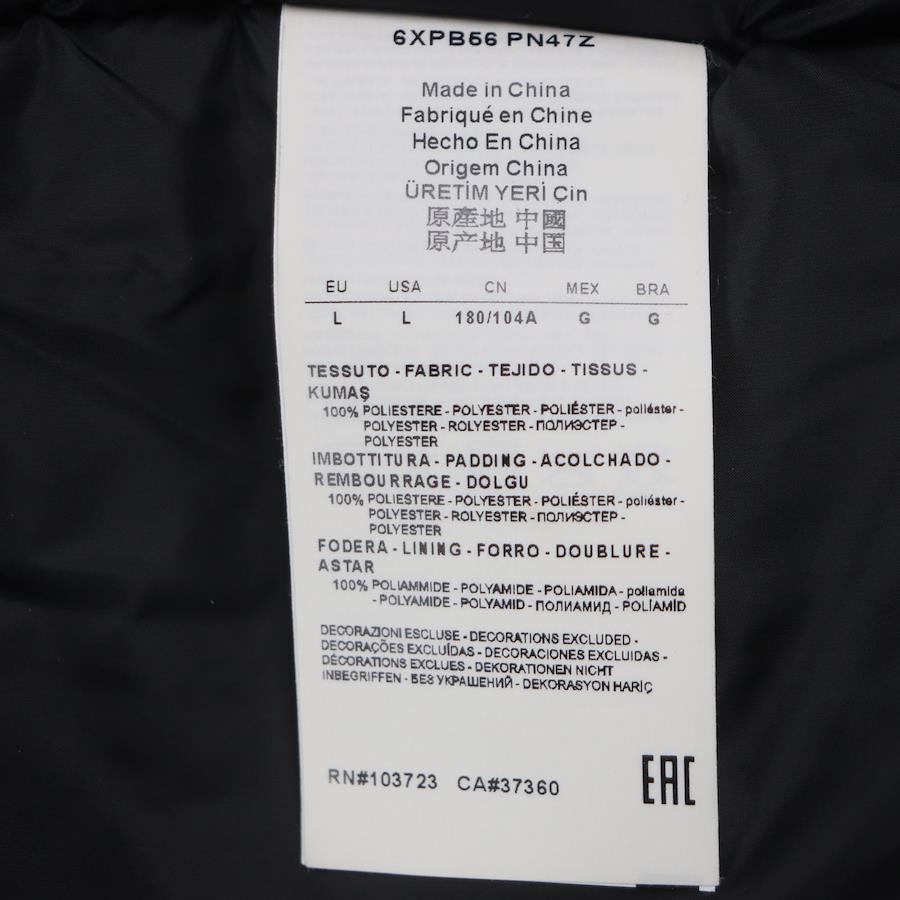 6XPB56 PN47Z
Made in China
Fabriqué en Chine
Hecho En China
Origem China
ÜRETİM YERİ Çin
原產地 中國
原产地 中国
EU USA CN MEX BRA
L L 180/104A G G
TESSUTO - FABRIC - TEJIDO - TISSUS -
KUMAŞ
100% POLIESTERE - POLYESTER - POLIÉSTER - poliéster -
POLYESTER - ROLYESTER - ПОЛИЭСТЕР -
POLYESTER
IMBOTTITURA - PADDING - ACOLCHADO -
REMBOURRAGE - DOLGU
100% POLIESTERE - POLYESTER - POLIÉSTER - poliéster -
POLYESTER - ROLYESTER - ПОЛИЭСТЕР -
POLYESTER
FODERA - LINING - FORRO - DOUBLURE -
ASTAR
100% POLIAMMIDE - POLYAMIDE - POLIAMIDA - poliamida
- POLYAMIDE - POLYAMID - ПОЛИАМИД - POLİAMİD
DECORAZIONI ESCLUSE - DECORATIONS EXCLUDED -
DECORAÇÕES EXCLUÍDAS - DECORACIONES EXCLUIDAS -
DÉCORATIONS EXCLUES - DEKORATIONEN NICHT
INBEGRIFFEN - БЕЗ УКРАШЕНИЙ - DEKORASYON HARİÇ
RN#103723 CA#37360
EAC